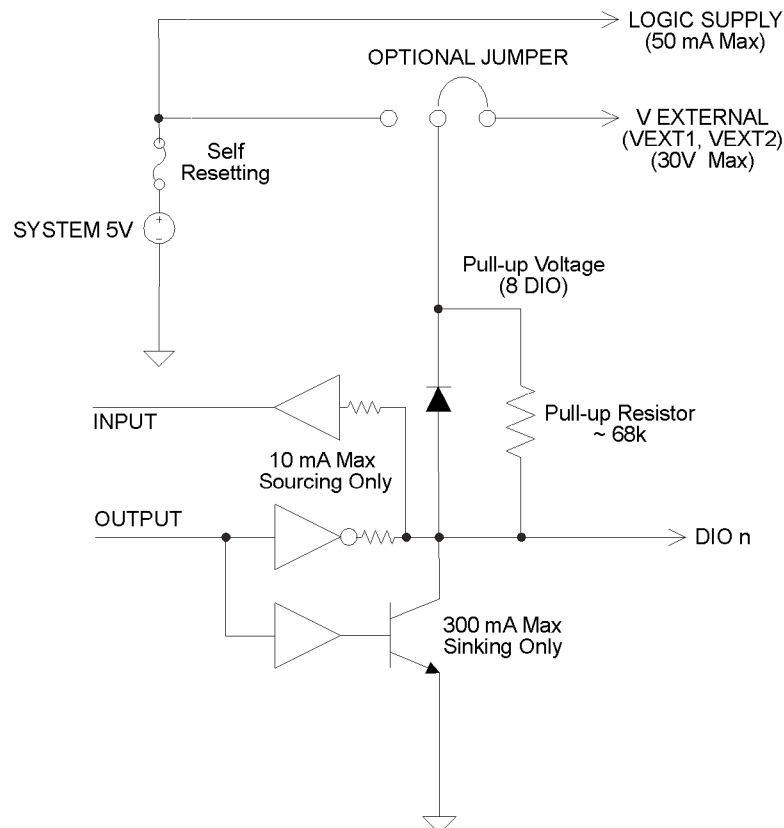 LOGIC SUPPLY
(50 mA Max)
OPTIONAL JUMPER
V EXTERNAL
(VEXT1, VEXT2)
(30V Max)
Self
Resetting
+
SYSTEM 5V
–
Pull-up Voltage
(8 DIO)
INPUT
Pull-up Resistor
~ 68k
10 mA Max
Sourcing Only
OUTPUT
DIO n
300 mA Max
Sinking Only